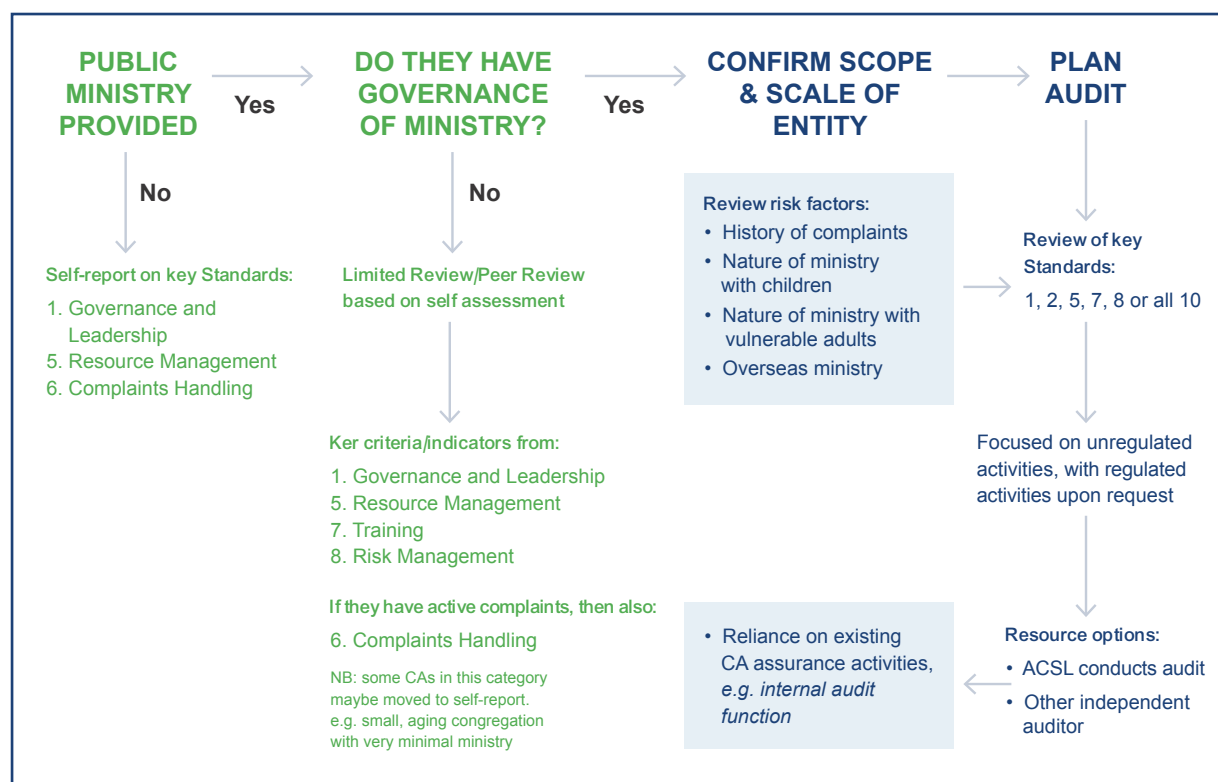 PUBLIC
MINISTRY
PROVIDED
Yes
No
Self-report on key Standards:
1. Governance and
Leadership
5. Resource Management
6. Complaints Handling
DO THEY HAVE
GOVERNANCE
OF MINISTRY?
Yes
No
Limited Review/Peer Review
based on self assessment
Ker criteria/indicators from:
1. Governance and Leadership
5. Resource Management
7. Training
8. Risk Management
If they have active complaints, then also:
6. Complaints Handling
NB: some CAs in this category
maybe moved to self-report.
e.g. small, aging congregation
with very minimal ministry
CONFIRM SCOPE
& SCALE OF
ENTITY
Review risk factors:
• History of complaints
• Nature of ministry
with children
• Nature of ministry with
vulnerable adults
• Overseas ministry
PLAN
AUDIT
Review of key
Standards:
1, 2, 5, 7, 8 or all 10
Focused on unregulated
activities, with regulated
activities upon request
Resource options:
• ACSL conducts audit
• Other independent
auditor
• Reliance on existing
CA assurance activities,
e.g. internal audit
function